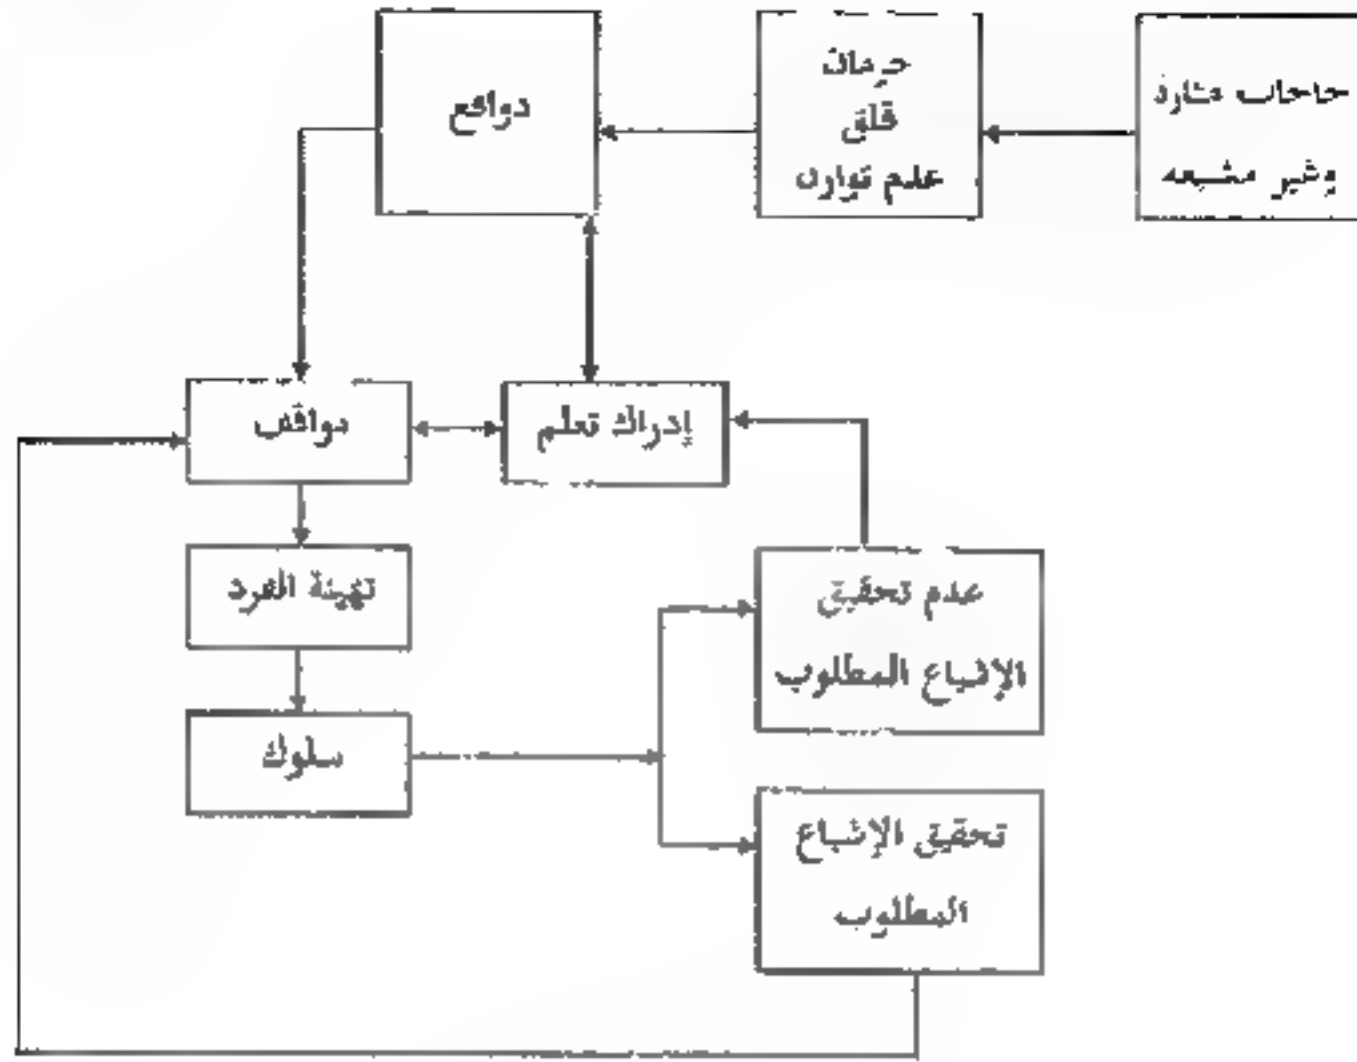 حاجات مثارة
وغير مشبعه
حرمان
قلق
عدم توازن
دوافع
إدراك تعلم
مواقف
تهيئة الفرد
سلوك
عدم تحقيق
الإشباع المطلوب
تحقيق الإشباع
المطلوب